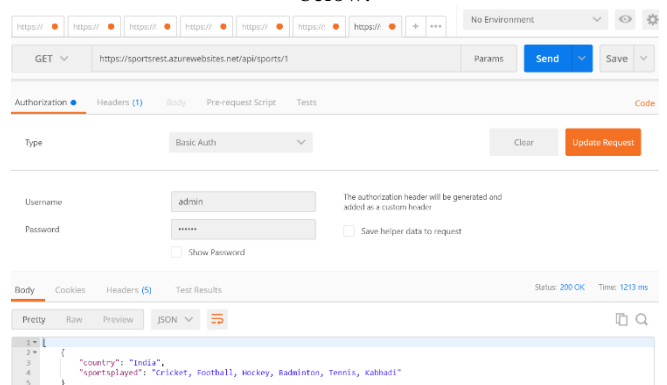 https:// https:// https:// https:// https:// https:// https:// + ••• No Environment
GET https://sportsrest.azurewebsites.net/api/sports/1 Params Send Save
Authorization Headers (1) Body Pre-request Script Tests Code
Type Basic Auth Clear Update Request
Username admin The authorization header will be generated and
added as a custom header
Password •••••• Save helper data to request
Show Password
Body Cookies Headers (5) Test Results Status: 200 OK Time: 1213 ms
Pretty Raw Preview JSON
1 [
2 {
3 "country": "India",
4 "sportsplayed": "Cricket, Football, Hockey, Badminton, Tennis, Kabhadi"
5 }